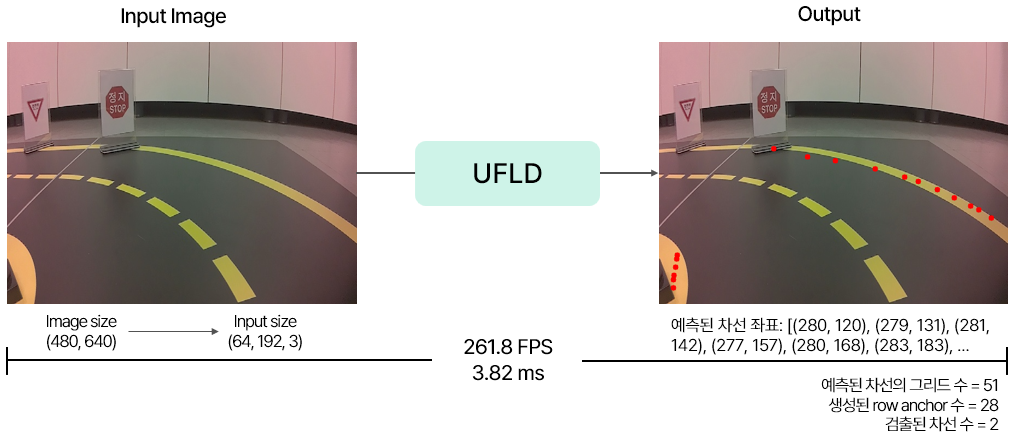 Input Image
Output
정지
STOP
정지
STOP
UFLD
Image size
(480, 640)
Input size
(64, 192, 3)
예측된 차선 좌표: [(280, 120), (279, 131), (281,
142), (277, 157), (280, 168), (283, 183), ...
261.8 FPS
3.82 ms
예측된 차선의 그리드 수 = 51
생성된 row anchor 수 = 28
검출된 차선 수 = 2